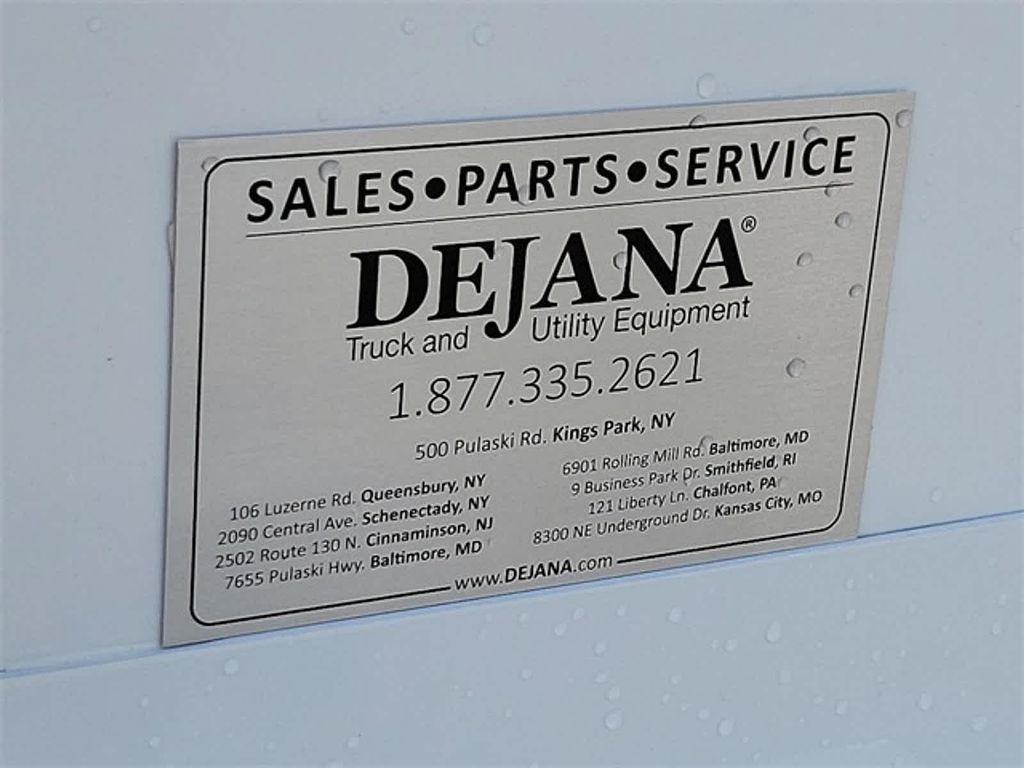 SALES•PARTS•SERVICE
DEJANA®
Truck and Utility Equipment
1.877.335.2621
500 Pulaski Rd. Kings Park, NY
106 Luzerne Rd. Queensbury, NY
2090 Central Ave. Schenectady, NY
2502 Route 130 N. Cinnaminson, NJ
7655 Pulaski Hwy. Baltimore, MD
6901 Rolling Mill Rd. Baltimore, MD
9 Business Park Dr. Smithfield, RI
121 Liberty Ln. Chalfont, PA
8300 NE Underground Dr. Kansas City, MO
www.DEJANA.com